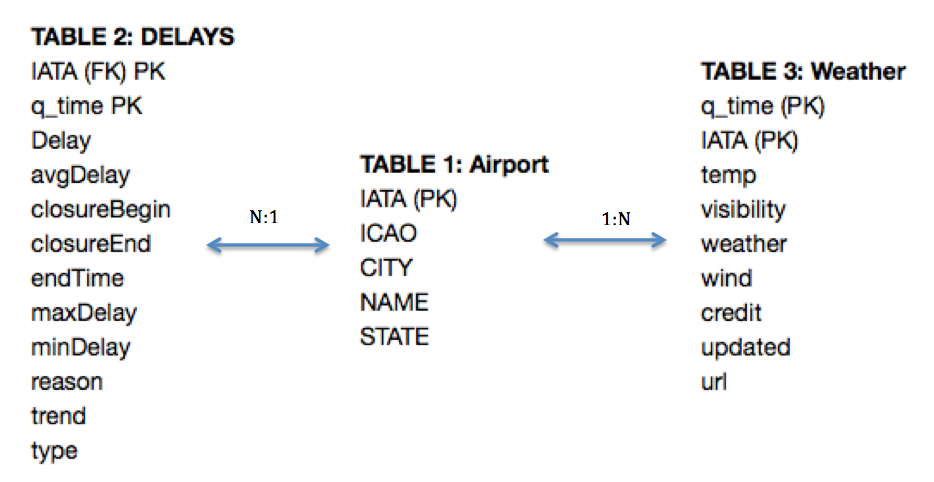 TABLE 2: DELAYS
IATA (FK) PK
q_time PK
Delay
avgDelay
closureBegin
closureEnd
endTime
maxDelay
minDelay
reason
trend
type
N:1
TABLE 1: Airport
IATA (PK)
ICAO
CITY
NAME
STATE
1:N
TABLE 3: Weather
q_time (PK)
IATA (PK)
temp
visibility
weather
wind
credit
updated
url